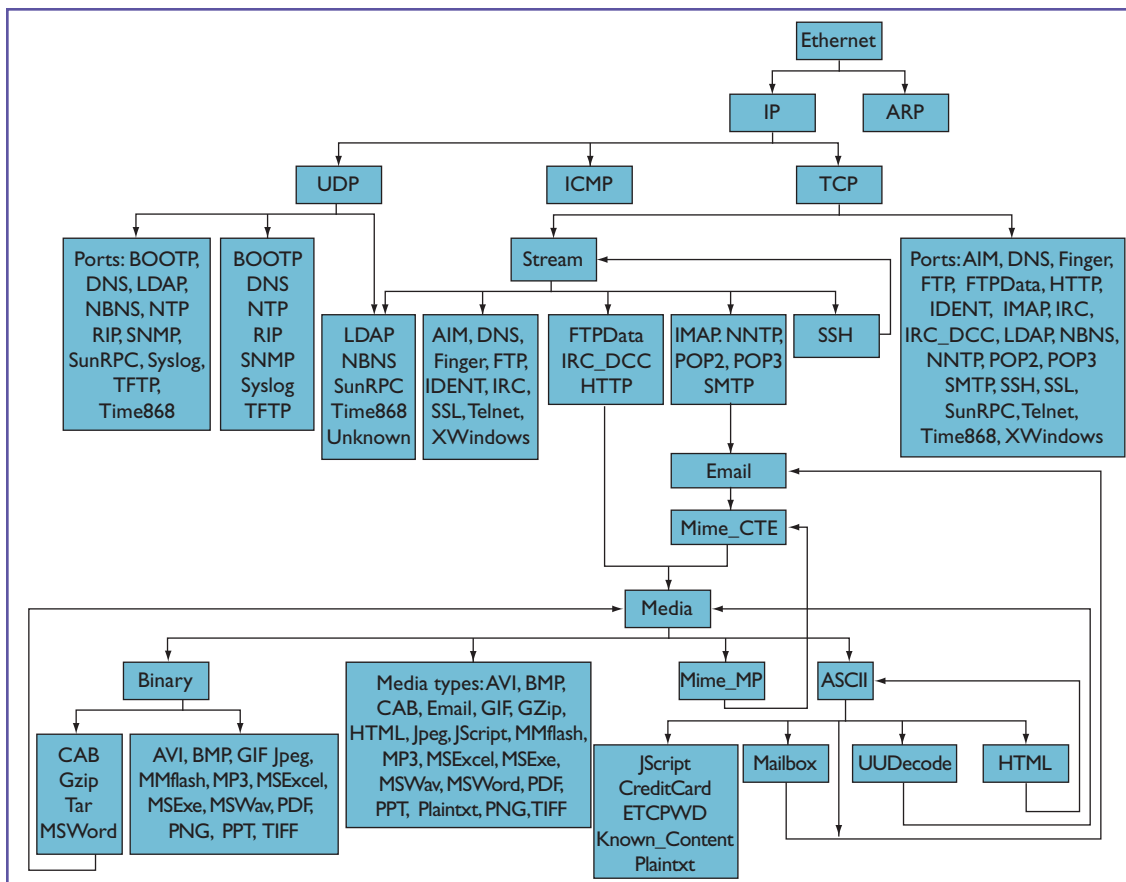 Ethernet
IP
ARP
UDP
ICMP
TCP
Ports: BOOTP,
DNS, LDAP,
NBNS, NTP
RIP, SNMP,
SunRPC, Syslog,
TFTP,
Time868
BOOTP
DNS
NTP
RIP
SNMP
Syslog
TFTP
Stream
Ports: AIM, DNS, Finger,
FTP, FTPData, HTTP,
IDENT, IMAP, IRC,
IRC_DCC, LDAP, NBNS,
NNTP, POP2, POP3
SMTP, SSH, SSL,
SunRPC, Telnet,
Time868, XWindows
LDAP
NBNS
SunRPC
Time868
Unknown
AIM, DNS,
Finger, FTP,
IDENT, IRC,
SSL, Telnet,
XWindows
FTPData
IRC_DCC
HTTP
IMAP. NNTP,
POP2, POP3
SMTP
SSH
Email
Mime_CTE
Media
Binary
Media types: AVI, BMP,
CAB, Email, GIF, GZip,
HTML, Jpeg, JScript, MMflash,
MP3, MSExcel, MSExe,
MSWav, MSWord, PDF,
PPT, Plaintxt, PNG, TIFF
Mime_MP
ASCII
CAB
Gzip
Tar
MSWord
AVI, BMP, GIF Jpeg,
MMflash, MP3, MSExcel,
MSExe, MSWav, PDF,
PNG, PPT, TIFF
JScript
CreditCard
ETCPWD
Known_Content
Plaintxt
Mailbox
UUDecode
HTML